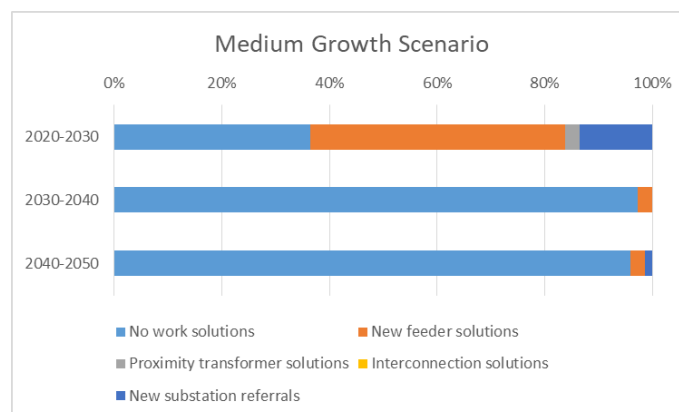 Medium Growth Scenario
0% 20% 40% 60% 80% 100%
2020-2030
2030-2040
2040-2050
No work solutions New feeder solutions
Proximity transformer solutions Interconnection solutions
New substation referrals